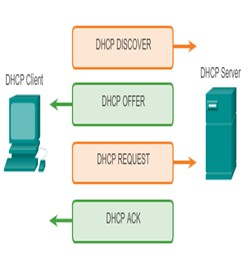 DHCP DISCOVER
DHCP Client
DHCP Server
DHCP OFFER
DHCP REQUEST
DHCP ACK